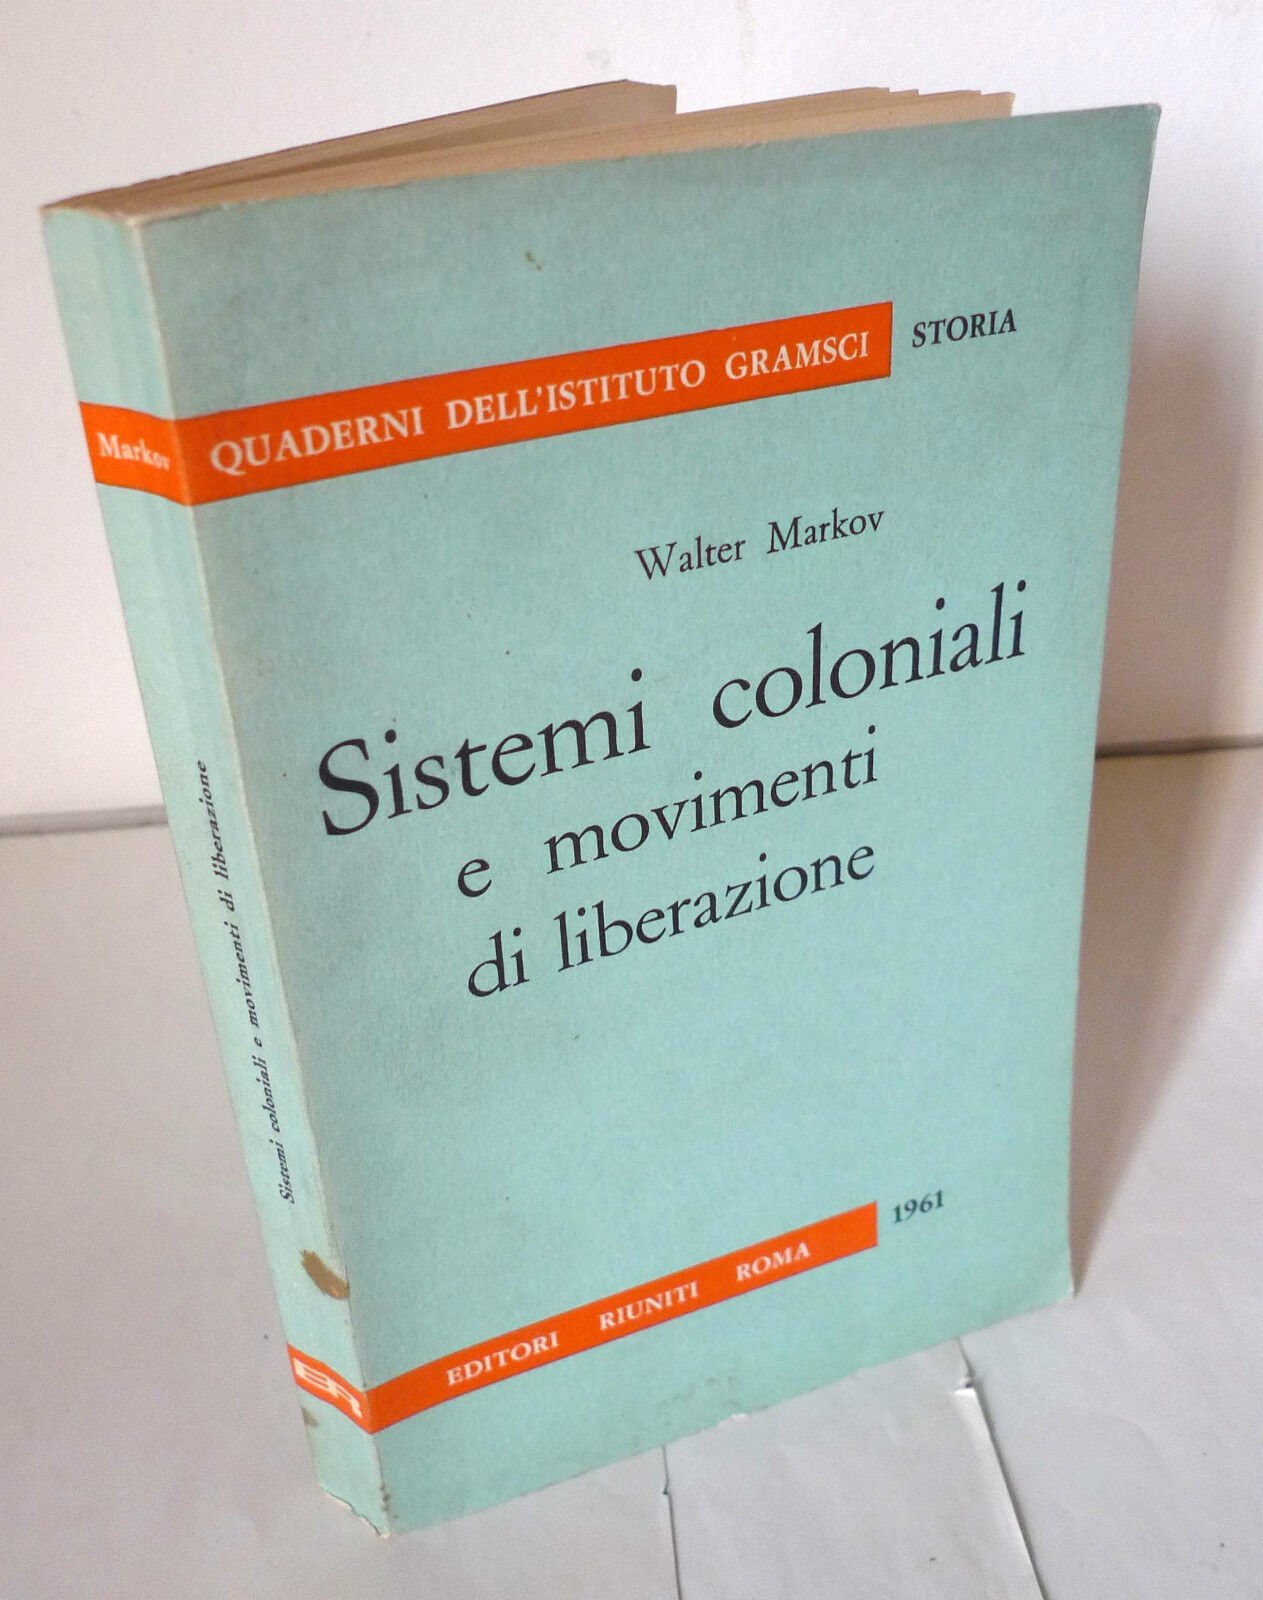 QUADERNI DELL'ISTITUTO GRAMSCI STORIA
Walter Markov
Sistemi coloniali
e movimenti
di liberazione
EDITORI RIUNITI ROMA 1961
Markov
Sistemi coloniali e movimenti di liberazione
ER